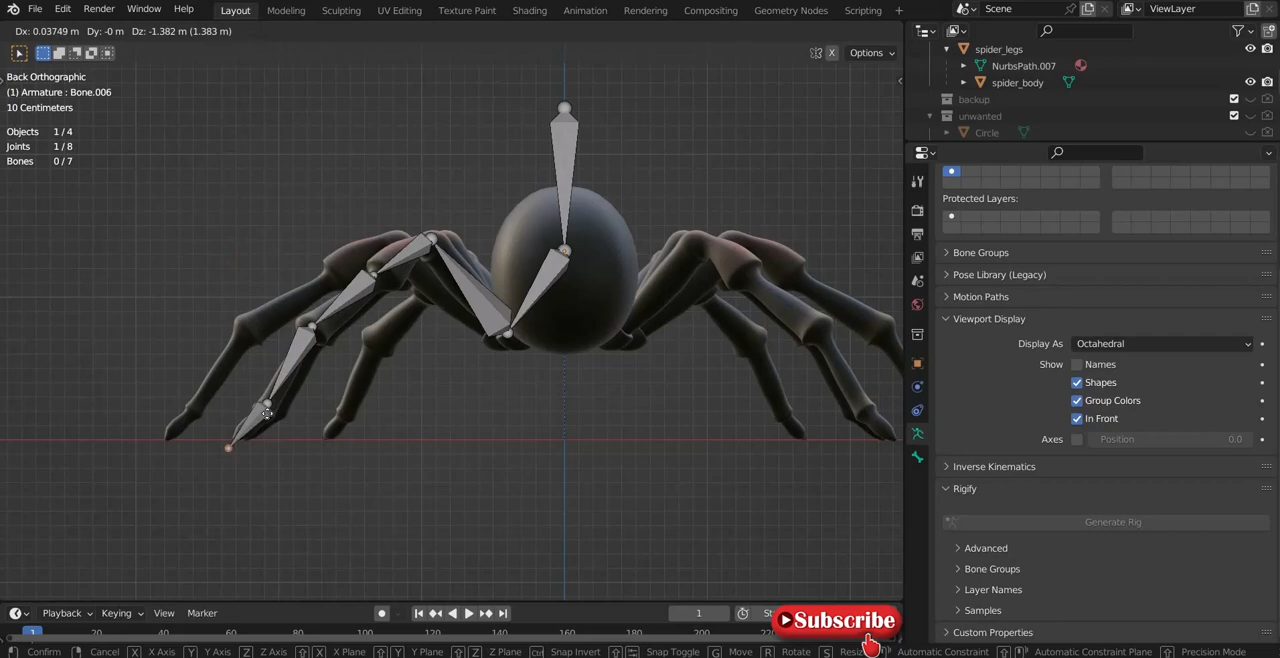 File Edit Render Window Help Layout Modeling Sculpting UV Editing Texture Paint Shading Animation Rendering Compositing Geometry Nodes Scripting + Scene ViewLayer
Dx: 0.03749 m Dy: -0 m Dz: -1.382 m (1.383 m)
X Options
Back Orthographic
(1) Armature : Bone.006
10 Centimeters
Objects 1 / 4
Joints 1 / 8
Bones 0 / 7
spider_legs
NurbsPath.007
spider_body
backup
unwanted
Circle
Protected Layers:
Bone Groups
Pose Library (Legacy)
Motion Paths
Viewport Display
Display As Octahedral
Show Names
Shapes
Group Colors
In Front
Axes Position 0.0
Inverse Kinematics
Rigify
Generate Rig
Advanced
Bone Groups
Layer Names
Samples
Custom Properties
Playback Keying View Marker 1
Subscribe
1 20 40 60 80 100 120 140 160 180 200
Confirm Cancel X X Axis Y Y Axis Z Z Axis X X Plane Y Y Plane Z Z Plane Ctrl Snap Invert Snap Toggle G Move R Rotate S Automatic Constraint Automatic Constraint Plane Precision Mode